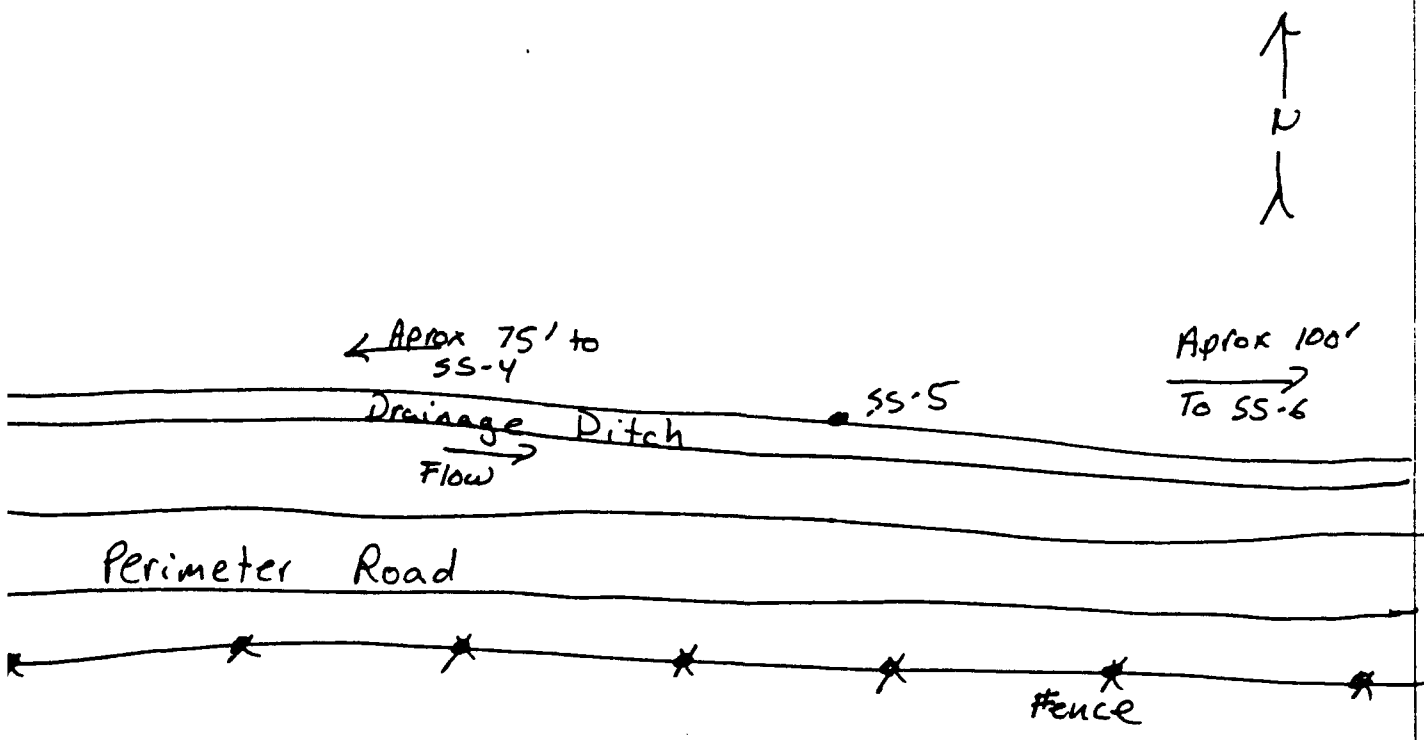 N
Aprox 75' to
SS-4
Aprox 100'
To SS-6
SS-5
Drainage Ditch
Flow
Perimeter Road
Fence